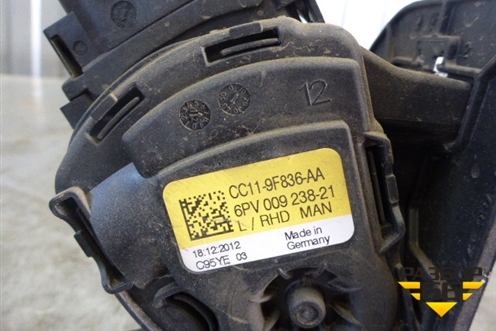 12
CC11-9F836-AA
6PV 009 238-21
L / RHD MAN
18.12.2012
C95YE 03
Made in
Germany